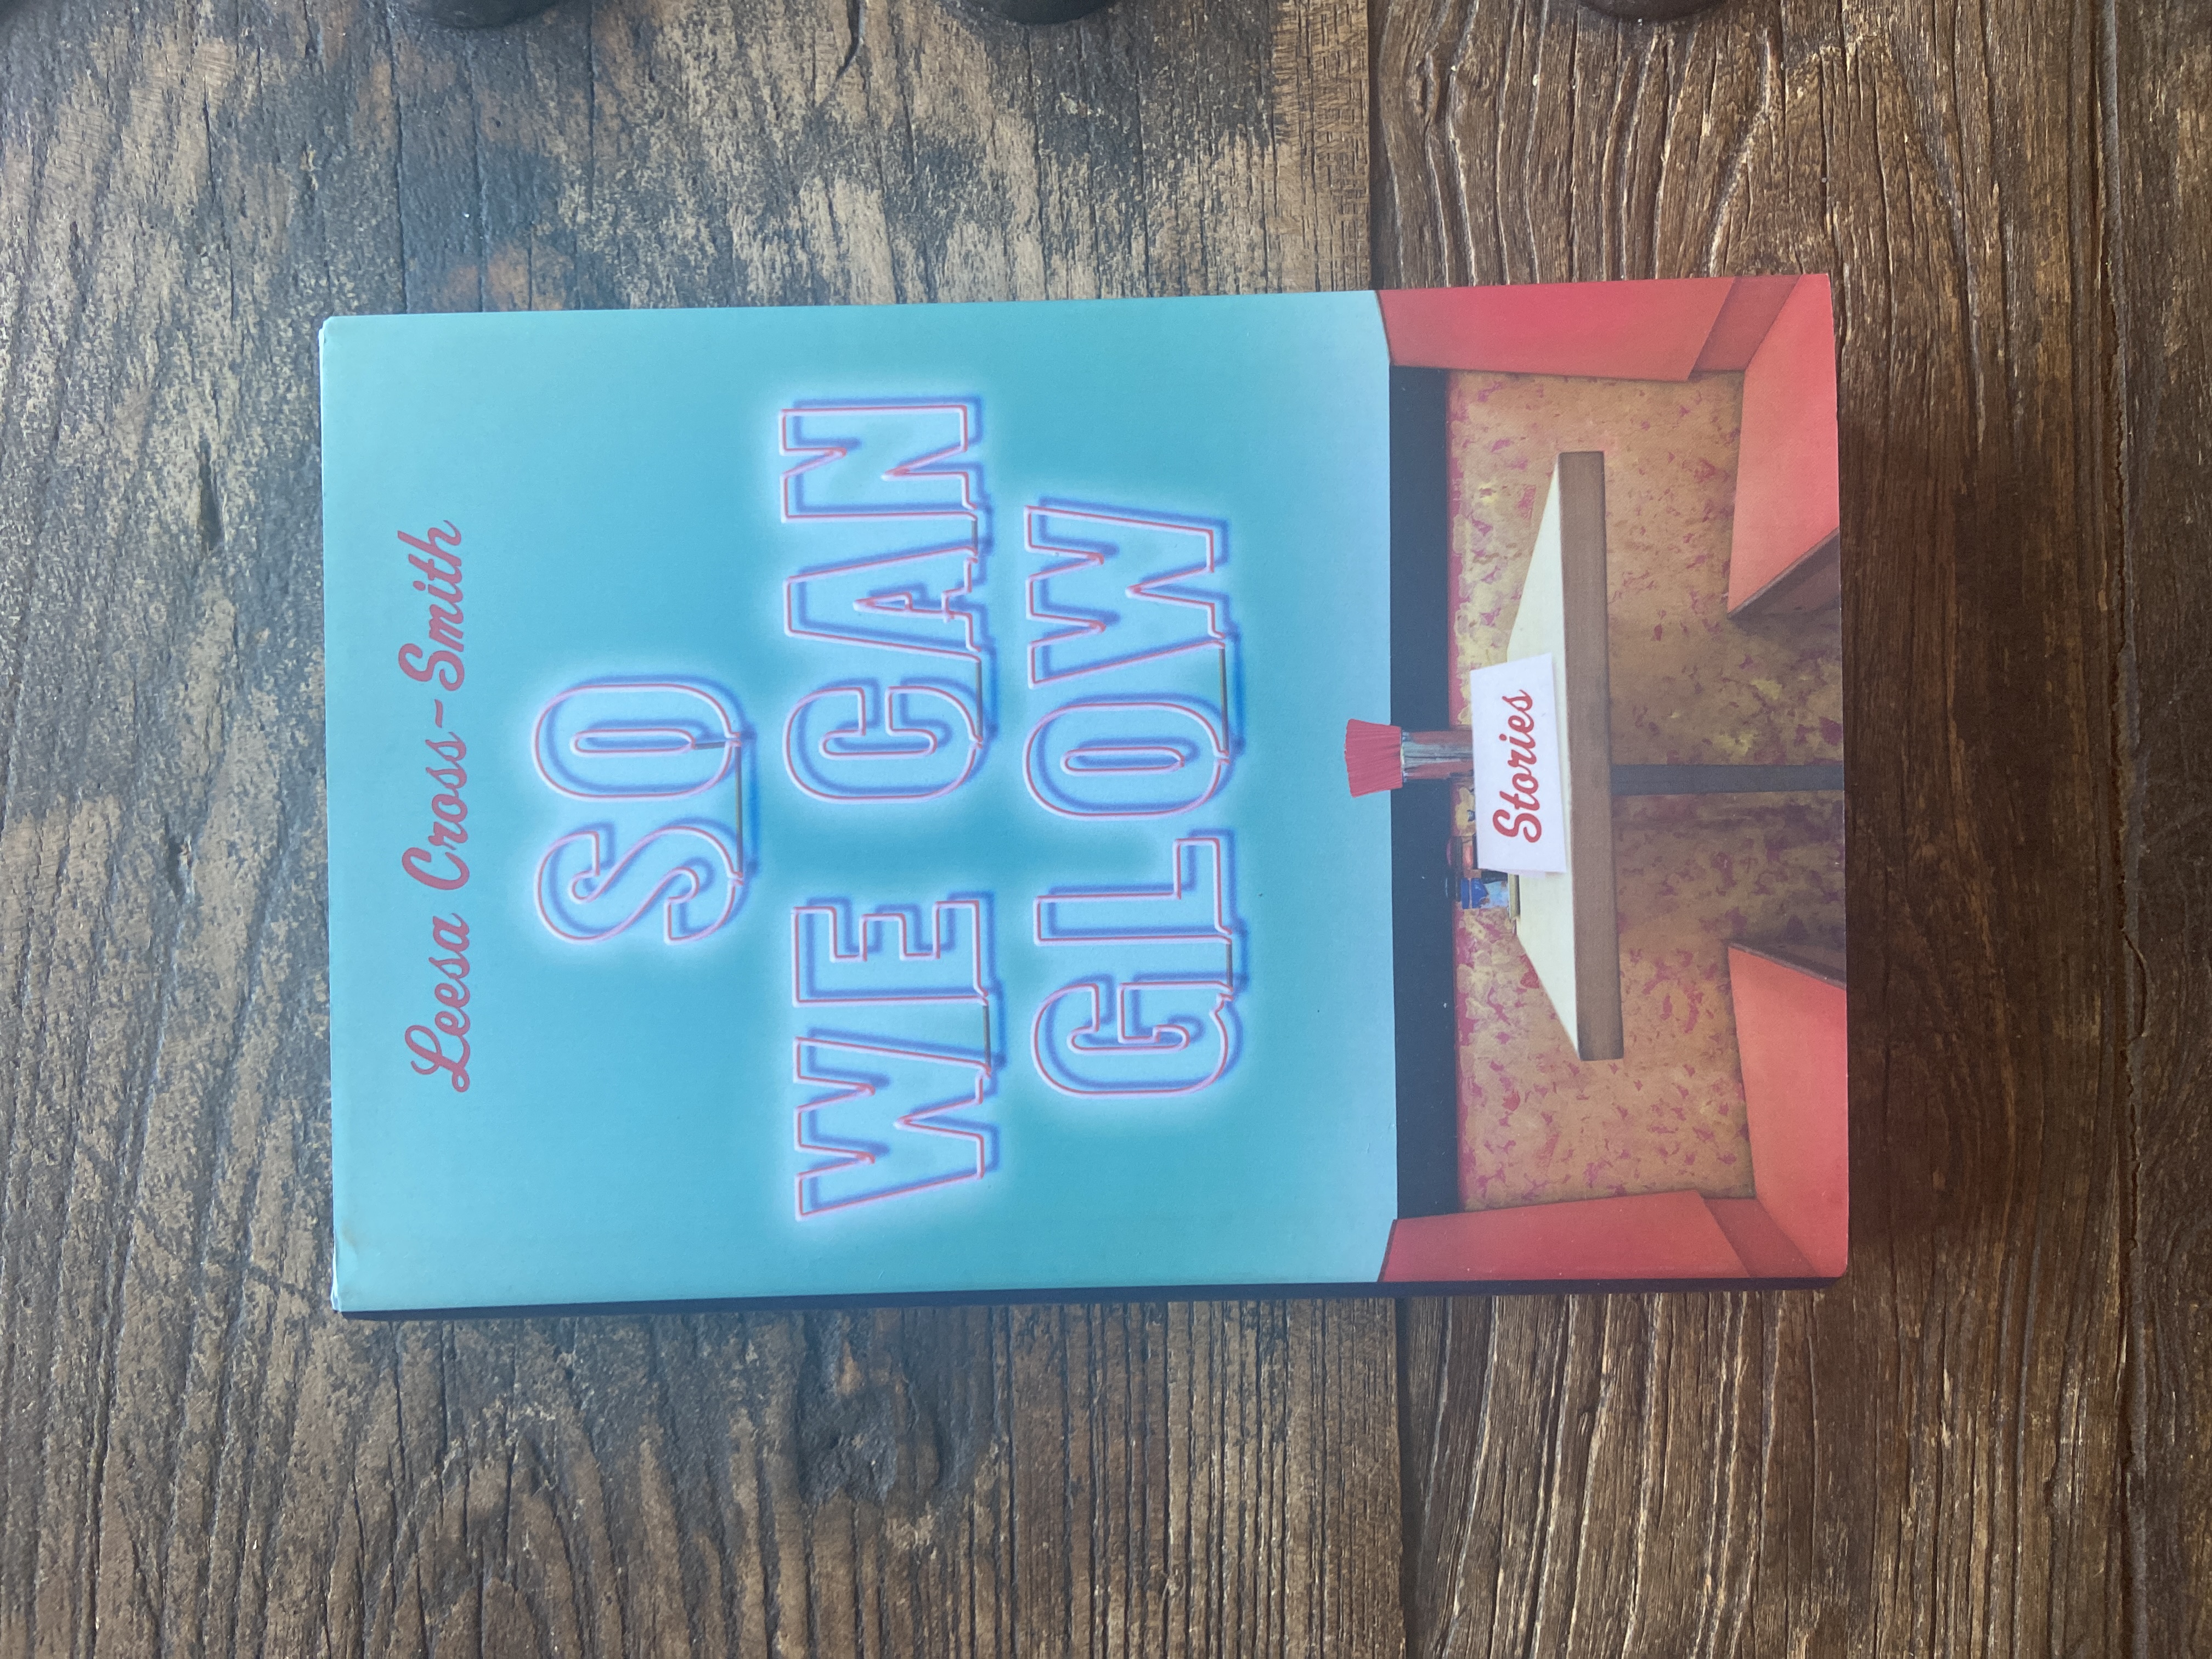 Leesa Cross-Smith
SO
WE CAN
GLOW
Stories